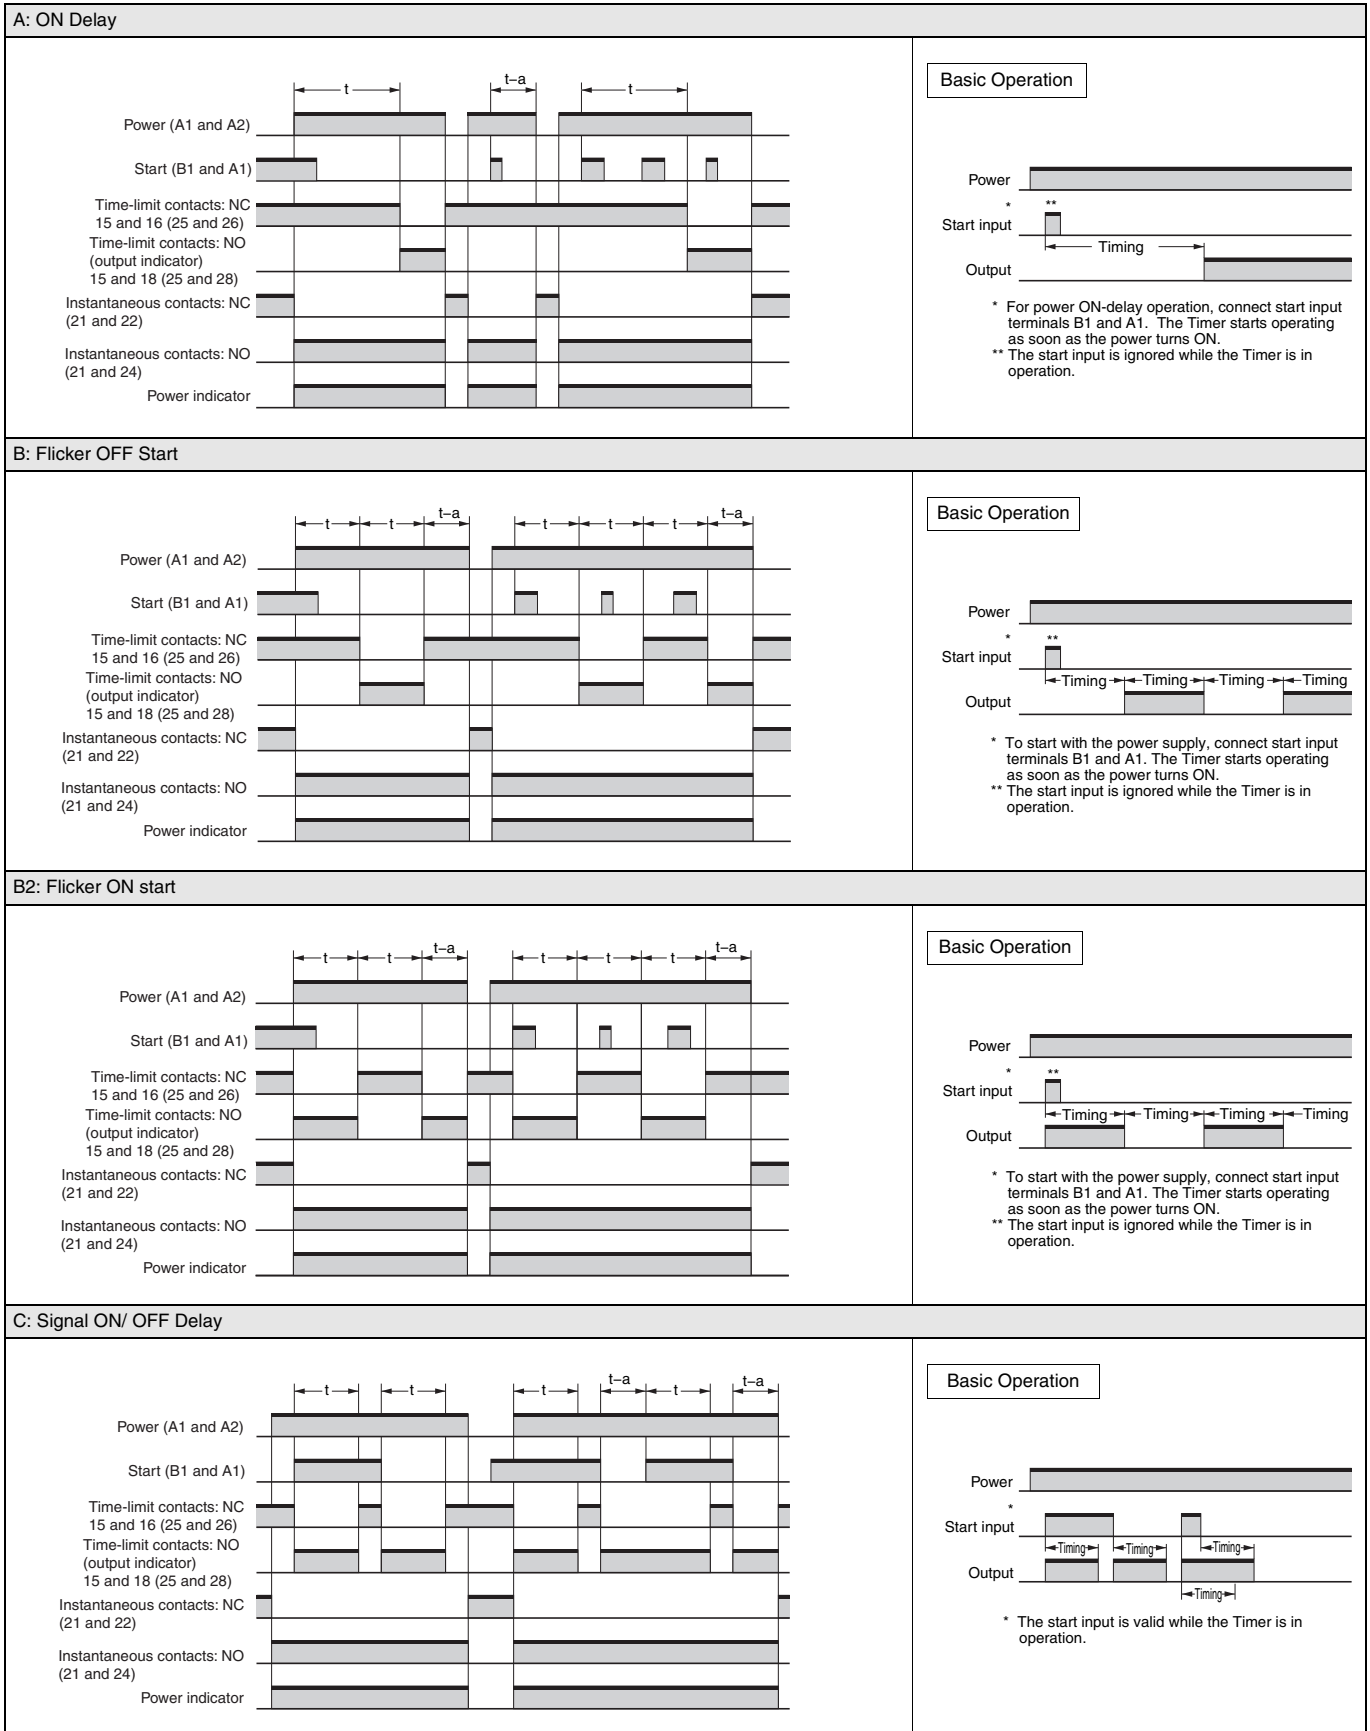 A: ON Delay
t
t–a
t
Power (A1 and A2)
Start (B1 and A1)
Time-limit contacts: NC
15 and 16 (25 and 26)
Time-limit contacts: NO
(output indicator)
15 and 18 (25 and 28)
Instantaneous contacts: NC
(21 and 22)
Instantaneous contacts: NO
(21 and 24)
Power indicator
Basic Operation
Power
*
**
Start input
Timing
Output
* For power ON-delay operation, connect start input
terminals B1 and A1. The Timer starts operating
as soon as the power turns ON.
** The start input is ignored while the Timer is in
operation.
B: Flicker OFF Start
t
t
t–a
t
t
t
t–a
Power (A1 and A2)
Start (B1 and A1)
Time-limit contacts: NC
15 and 16 (25 and 26)
Time-limit contacts: NO
(output indicator)
15 and 18 (25 and 28)
Instantaneous contacts: NC
(21 and 22)
Instantaneous contacts: NO
(21 and 24)
Power indicator
Basic Operation
Power
*
**
Start input
Timing Timing Timing Timing
Output
* To start with the power supply, connect start input
terminals B1 and A1. The Timer starts operating
as soon as the power turns ON.
** The start input is ignored while the Timer is in
operation.
B2: Flicker ON start
t
t
t–a
t
t
t
t–a
Power (A1 and A2)
Start (B1 and A1)
Time-limit contacts: NC
15 and 16 (25 and 26)
Time-limit contacts: NO
(output indicator)
15 and 18 (25 and 28)
Instantaneous contacts: NC
(21 and 22)
Instantaneous contacts: NO
(21 and 24)
Power indicator
Basic Operation
Power
*
**
Start input
Timing Timing Timing Timing
Output
* To start with the power supply, connect start input
terminals B1 and A1. The Timer starts operating
as soon as the power turns ON.
** The start input is ignored while the Timer is in
operation.
C: Signal ON/ OFF Delay
t
t
t
t–a
t
t–a
Power (A1 and A2)
Start (B1 and A1)
Time-limit contacts: NC
15 and 16 (25 and 26)
Time-limit contacts: NO
(output indicator)
15 and 18 (25 and 28)
Instantaneous contacts: NC
(21 and 22)
Instantaneous contacts: NO
(21 and 24)
Power indicator
Basic Operation
Power
*
Start input
Timing Timing Timing
Output
Timing
* The start input is valid while the Timer is in
operation.